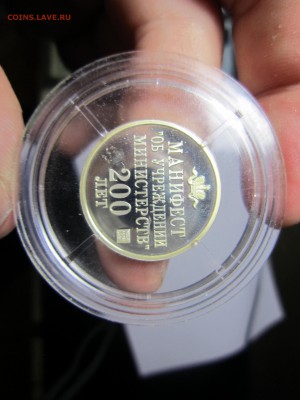 COINS.LAVE.RU
МАНИФЕСТ
"ОБ УЧРЕЖДЕНИИ
МИНИСТЕРСТВ"
200
ЛЕТ